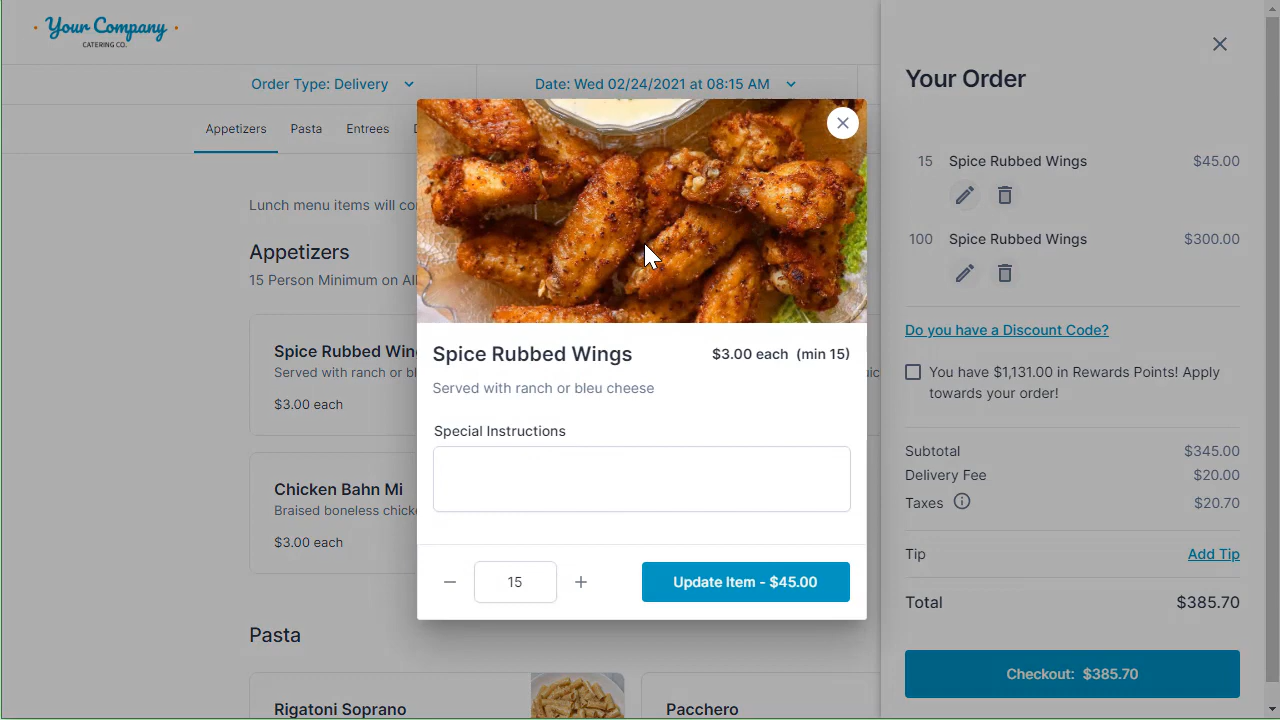 Your Company
CATERING CO.
Order Type: Delivery
Date: Wed 02/24/2021 at 08:15 AM
Appetizers
Pasta
Entrees
Lunch menu items will
Appetizers
15 Person Minimum on
Spice Rubbed
Served with ranch or
$3.00 each
Chicken Bahn Mi
Braised boneless
$3.00 each
Pasta
Rigatoni Soprano
Pacchero
Spice Rubbed Wings
$3.00 each (min 15)
Served with ranch or bleu cheese
Special Instructions
15
Update Item - $45.00
Your Order
15 Spice Rubbed Wings $45.00
100 Spice Rubbed Wings $300.00
Do you have a Discount Code?
You have $1,131.00 in Rewards Points! Apply
towards your order!
Subtotal $345.00
Delivery Fee $20.00
Taxes $20.70
Tip Add Tip
Total $385.70
Checkout: $385.70